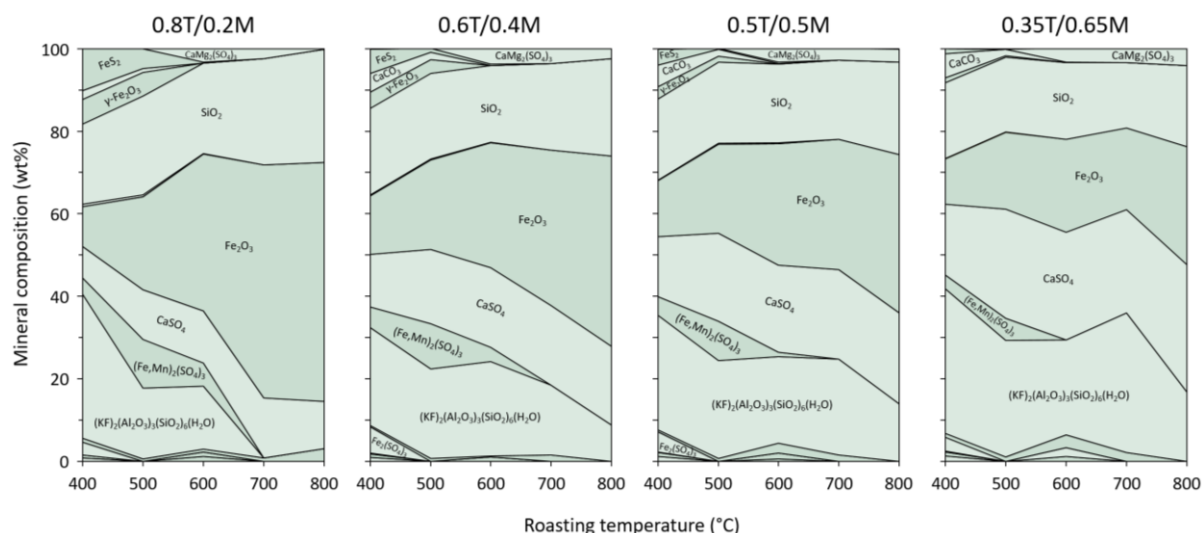 0.8T/0.2M 0.6T/0.4M 0.5T/0.5M 0.35T/0.65M
Mineral composition (wt%)
100
80
60
40
20
0
FeS₂
γ-Fe₂O₃
CaMg₂(SO₄)₃
SiO₂
Fe₂O₃
CaSO₄
(Fe,Mn)₂(SO₄)₃
(KF)₂(Al₂O₃)₃(SiO₂)₆(H₂O)
400 500 600 700 800
FeS₂
CaCO₃
γ-Fe₂O₃
CaMg₂(SO₄)₃
SiO₂
Fe₂O₃
CaSO₄
(Fe,Mn)₂(SO₄)₃
(KF)₂(Al₂O₃)₃(SiO₂)₆(H₂O)
Fe₂(SO₄)₃
400 500 600 700 800
FeS₂
CaCO₃
γ-Fe₂O₃
CaMg₂(SO₄)₃
SiO₂
Fe₂O₃
CaSO₄
(Fe,Mn)₂(SO₄)₃
(KF)₂(Al₂O₃)₃(SiO₂)₆(H₂O)
Fe₂(SO₄)₃
400 500 600 700 800
CaCO₃
CaMg₂(SO₄)₃
SiO₂
Fe₂O₃
CaSO₄
(Fe,Mn)₂(SO₄)₃
(KF)₂(Al₂O₃)₃(SiO₂)₆(H₂O)
400 500 600 700 800
Roasting temperature (°C)